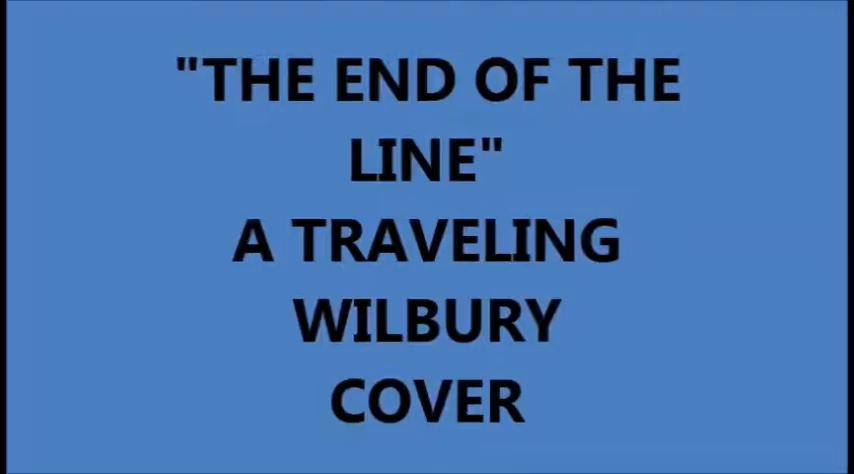 "THE END OF THE
LINE"
A TRAVELING
WILBURY
COVER